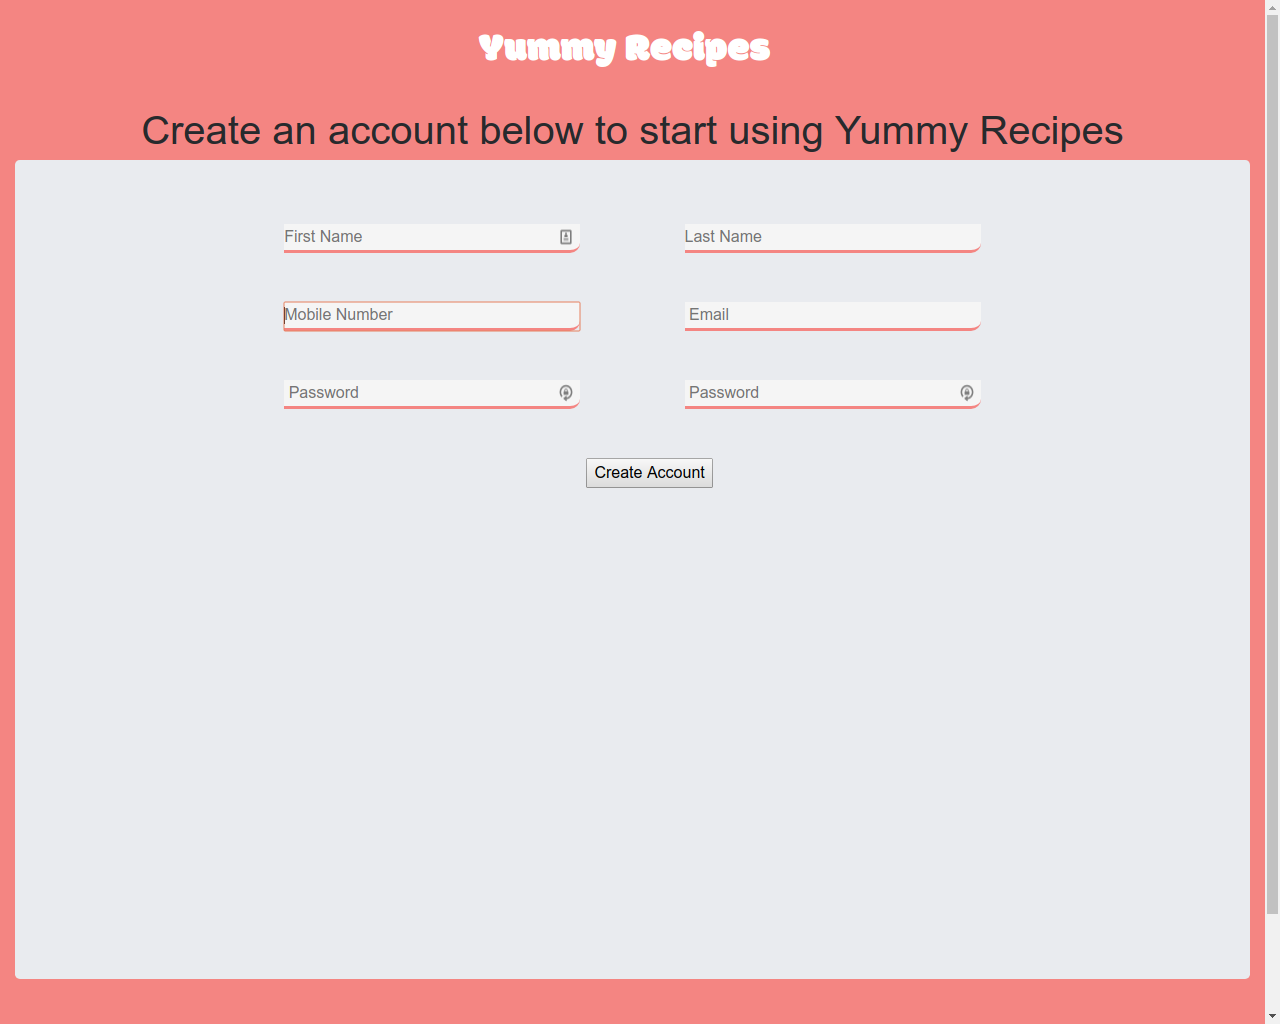 Yummy Recipes
Create an account below to start using Yummy Recipes
First Name
Last Name
Mobile Number
Email
Password
Password
Create Account